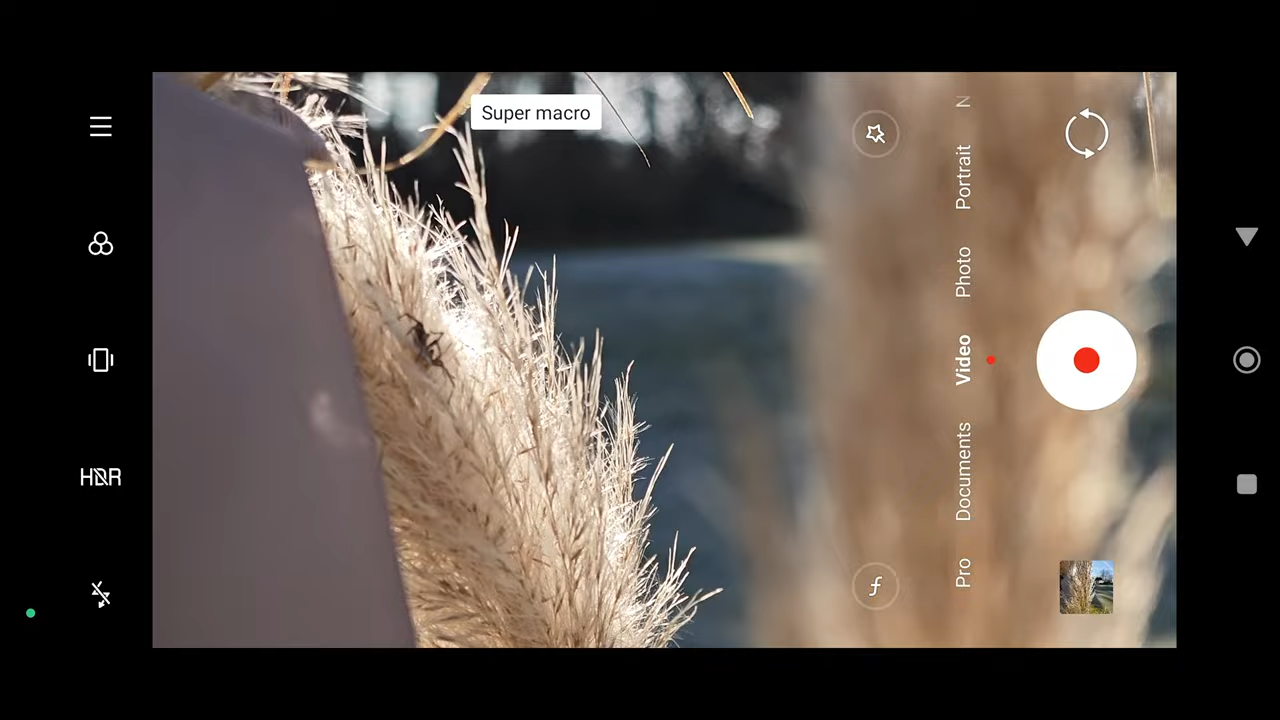 Super macro
N
Portrait
Photo
Video
Documents
Pro
HDR